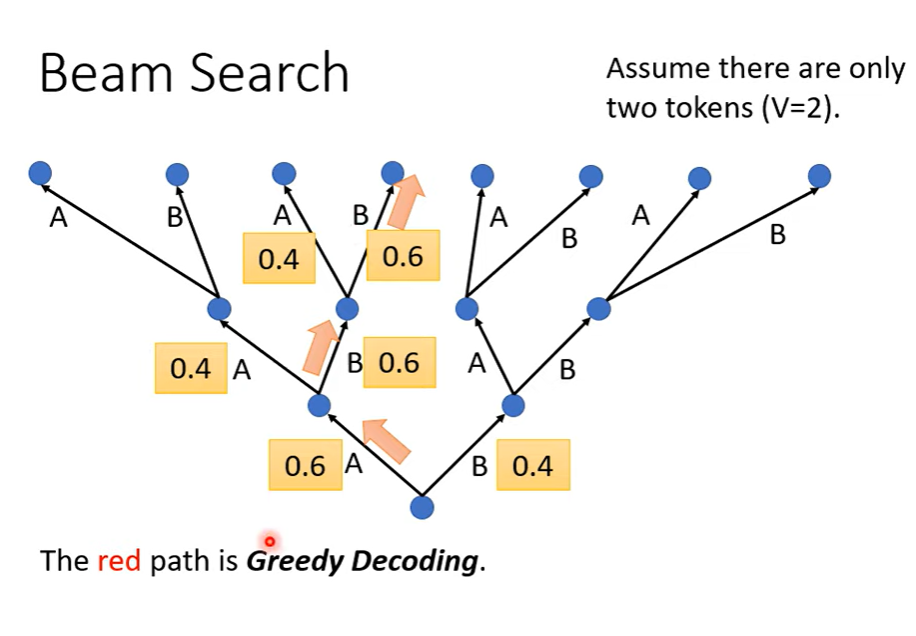 Beam Search
Assume there are only
two tokens (V=2).
A B A B A B A B
0.4 0.6
0.4 A B 0.6 A B
0.6 A B 0.4
The red path is Greedy Decoding.